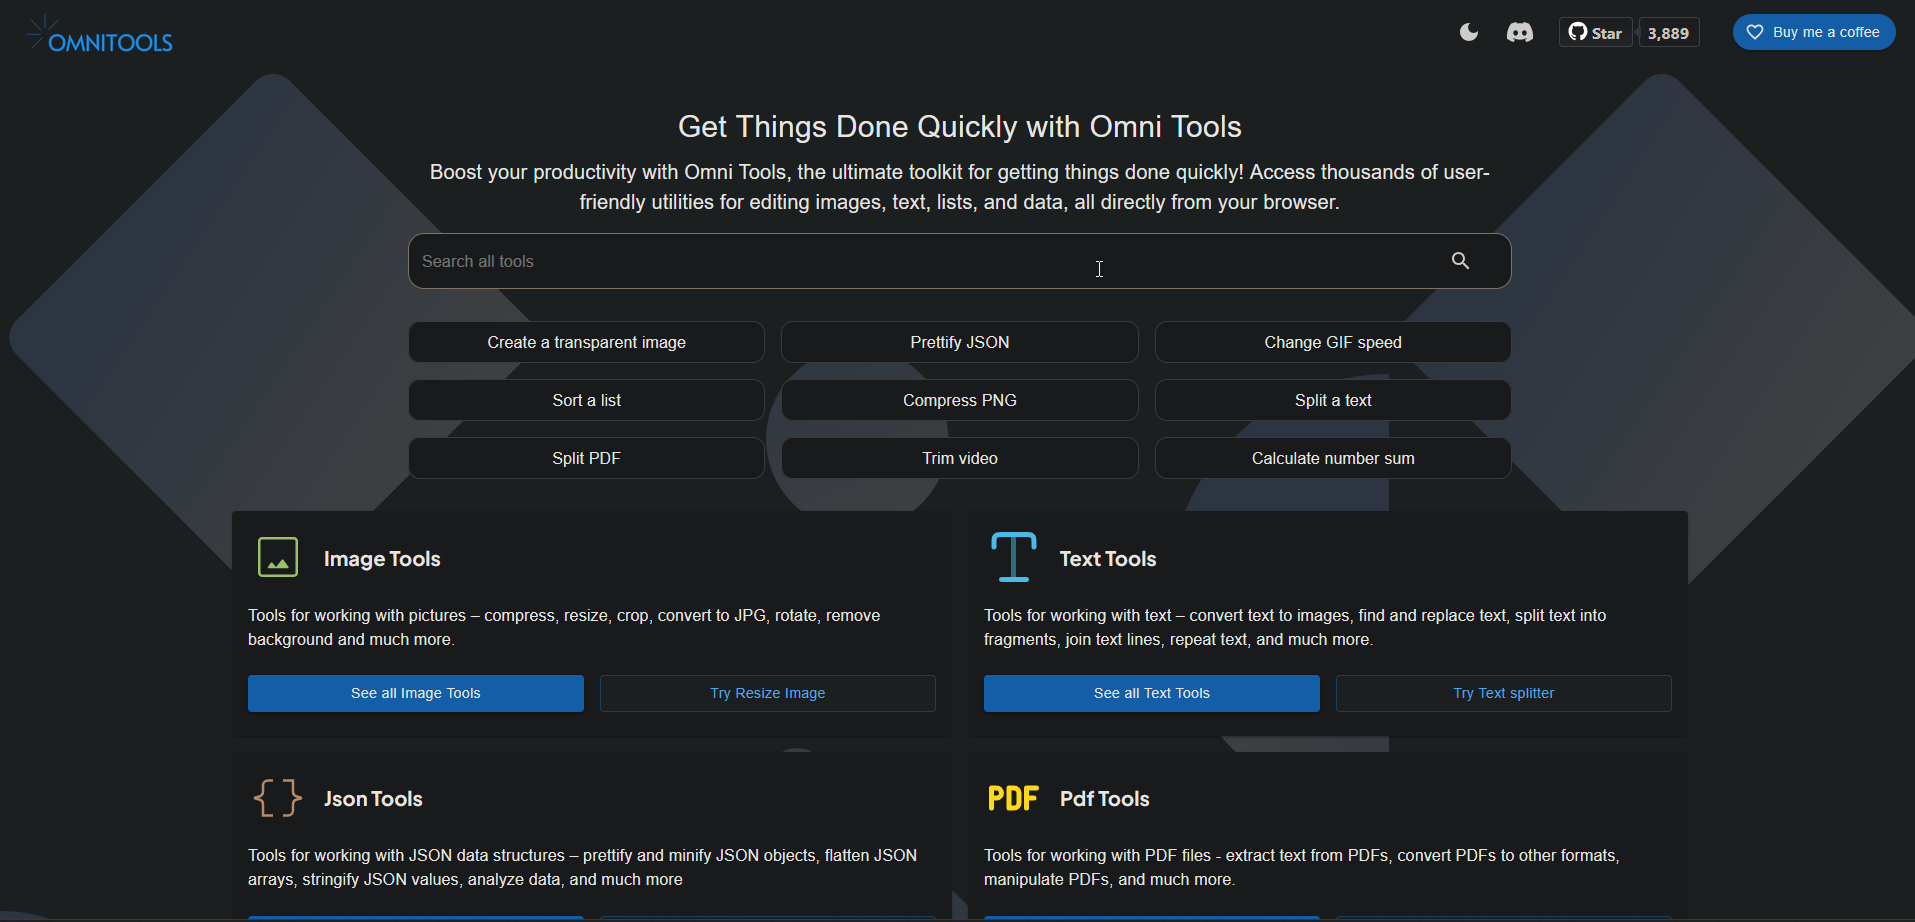 OMNITOOLS
Star
3,889
Buy me a coffee
Get Things Done Quickly with Omni Tools
Boost your productivity with Omni Tools, the ultimate toolkit for getting things done quickly! Access thousands of user-
friendly utilities for editing images, text, lists, and data, all directly from your browser.
Search all tools
Create a transparent image
Prettify JSON
Change GIF speed
Sort a list
Compress PNG
Split a text
Split PDF
Trim video
Calculate number sum
Image Tools
Tools for working with pictures – compress, resize, crop, convert to JPG, rotate, remove
background and much more.
See all Image Tools
Try Resize Image
Text Tools
Tools for working with text – convert text to images, find and replace text, split text into
fragments, join text lines, repeat text, and much more.
See all Text Tools
Try Text splitter
{ }
Json Tools
Tools for working with JSON data structures – prettify and minify JSON objects, flatten JSON
arrays, stringify JSON values, analyze data, and much more
PDF
Pdf Tools
Tools for working with PDF files - extract text from PDFs, convert PDFs to other formats,
manipulate PDFs, and much more.